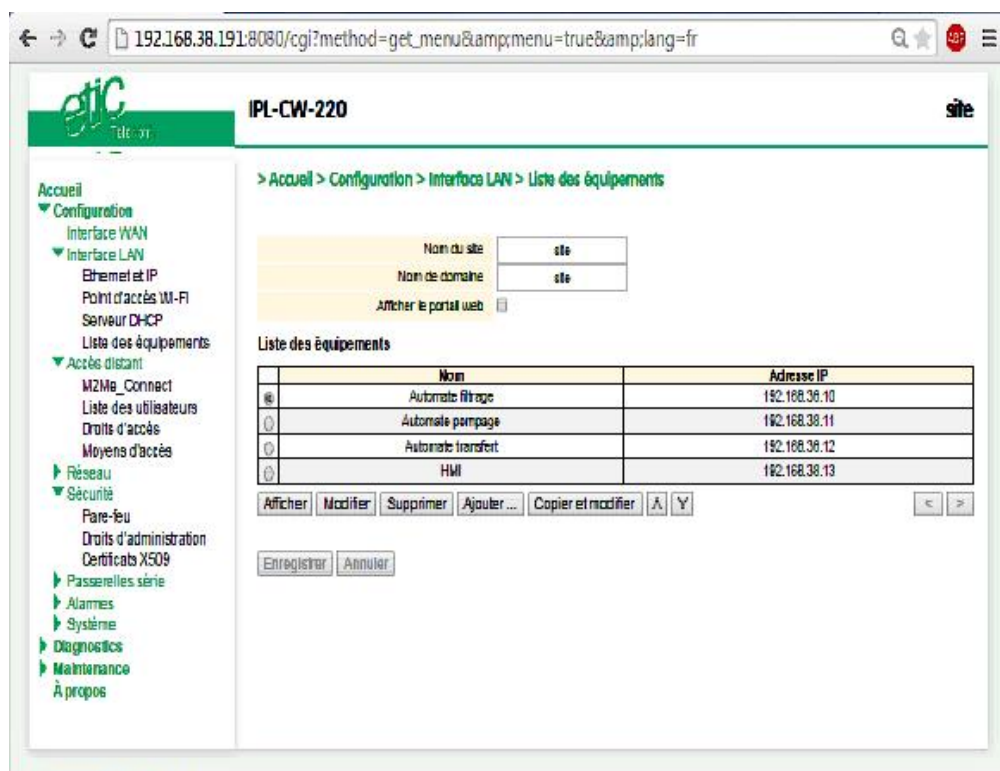 192.168.38.191:8080/cgi?method=get_menu&amp;menu=true&amp;lang=fr
ABP
etic
Telecom
IPL-CW-220
site
Accueil
Configuration
Interface WAN
Interface LAN
Ethernet et IP
Point d'accès Wi-Fi
Serveur DHCP
Liste des équipements
Accès distant
M2Me_Connect
Liste des utilisateurs
Droits d'accès
Moyens d'accès
Réseau
Sécurité
Pare-feu
Droits d'administration
Certificats X509
Passerelles série
Alarmes
Système
Diagnostics
Maintenance
À propos
> Accueil > Configuration > Interface LAN > Liste des équipements
Nom du site site
Nom de domaine site
Afficher le portail web
Liste des équipements
Nom Adresse IP
Automate filtrage 192.168.38.10
Automate pompage 192.168.38.11
Automate transfert 192.168.38.12
HMI 192.168.38.13
Afficher Modifier Supprimer Ajouter ... Copier et modifier < >
Enregistrer Annuler